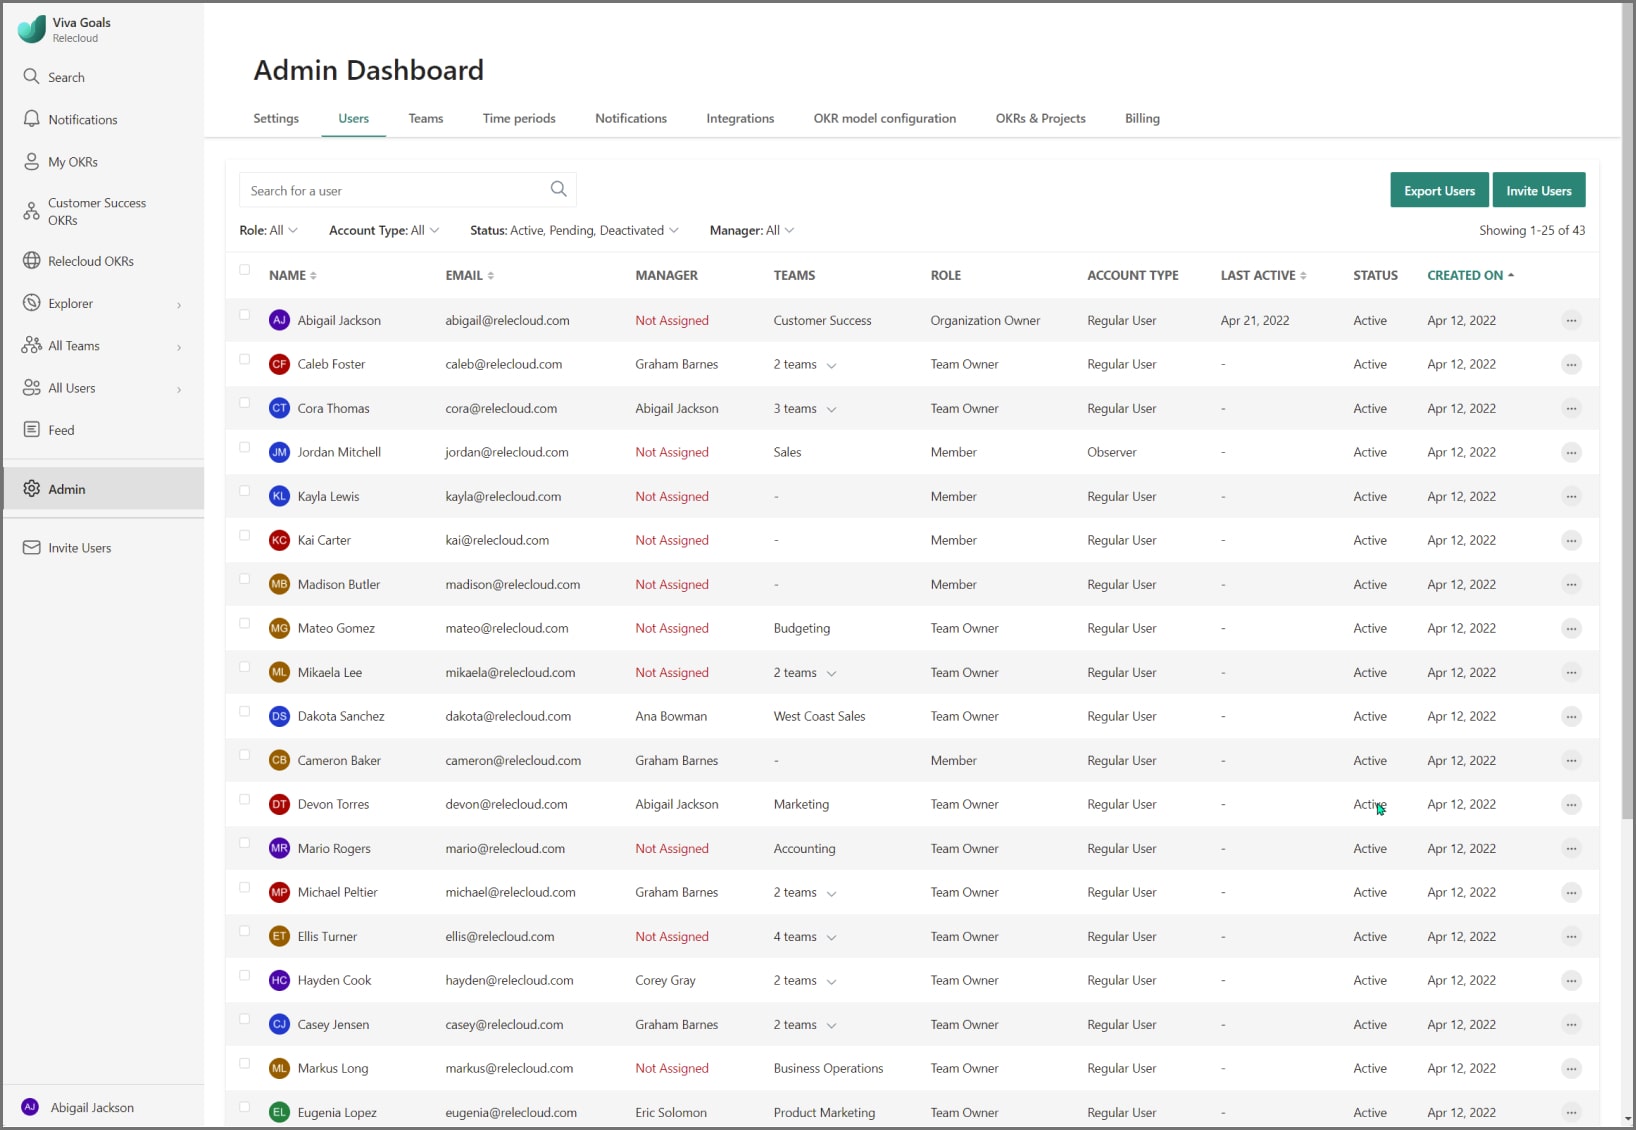 Viva Goals
Relecloud
Search
Notifications
My OKRs
Customer Success
OKRs
Relecloud OKRs
Explorer
All Teams
All Users
Feed
Admin
Invite Users
AJ Abigail Jackson
Admin Dashboard
Settings Users Teams Time periods Notifications Integrations OKR model configuration OKRs & Projects Billing
Search for a user Export Users Invite Users
Role: All Account Type: All Status: Active, Pending, Deactivated Manager: All Showing 1-25 of 43
NAME EMAIL MANAGER TEAMS ROLE ACCOUNT TYPE LAST ACTIVE STATUS CREATED ON
AJ Abigail Jackson abigail@relecloud.com Not Assigned Customer Success Organization Owner Regular User Apr 21, 2022 Active Apr 12, 2022
CF Caleb Foster caleb@relecloud.com Graham Barnes 2 teams Team Owner Regular User - Active Apr 12, 2022
CT Cora Thomas cora@relecloud.com Abigail Jackson 3 teams Team Owner Regular User - Active Apr 12, 2022
JM Jordan Mitchell jordan@relecloud.com Not Assigned Sales Member Observer - Active Apr 12, 2022
KL Kayla Lewis kayla@relecloud.com Not Assigned - Member Regular User - Active Apr 12, 2022
KC Kai Carter kai@relecloud.com Not Assigned - Member Regular User - Active Apr 12, 2022
MB Madison Butler madison@relecloud.com Not Assigned - Member Regular User - Active Apr 12, 2022
MG Mateo Gomez mateo@relecloud.com Not Assigned Budgeting Team Owner Regular User - Active Apr 12, 2022
ML Mikaela Lee mikaela@relecloud.com Not Assigned 2 teams Team Owner Regular User - Active Apr 12, 2022
DS Dakota Sanchez dakota@relecloud.com Ana Bowman West Coast Sales Team Owner Regular User - Active Apr 12, 2022
CB Cameron Baker cameron@relecloud.com Graham Barnes - Member Regular User - Active Apr 12, 2022
DT Devon Torres devon@relecloud.com Abigail Jackson Marketing Team Owner Regular User - Active Apr 12, 2022
MR Mario Rogers mario@relecloud.com Not Assigned Accounting Team Owner Regular User - Active Apr 12, 2022
MP Michael Peltier michael@relecloud.com Graham Barnes 2 teams Team Owner Regular User - Active Apr 12, 2022
ET Ellis Turner ellis@relecloud.com Not Assigned 4 teams Team Owner Regular User - Active Apr 12, 2022
HC Hayden Cook hayden@relecloud.com Corey Gray 2 teams Team Owner Regular User - Active Apr 12, 2022
CJ Casey Jensen casey@relecloud.com Graham Barnes 2 teams Team Owner Regular User - Active Apr 12, 2022
ML Markus Long markus@relecloud.com Not Assigned Business Operations Team Owner Regular User - Active Apr 12, 2022
EL Eugenia Lopez eugenia@relecloud.com Eric Solomon Product Marketing Team Owner Regular User - Active Apr 12, 2022